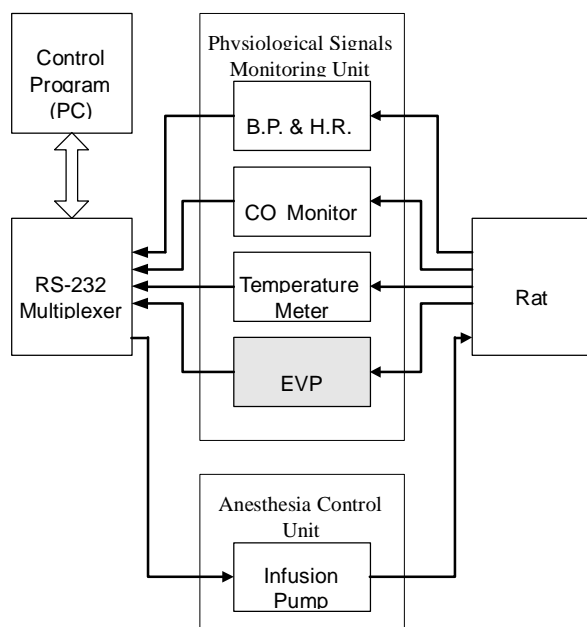 Control
Program
(PC)
Physiological Signals
Monitoring Unit
B.P. & H.R.
CO Monitor
RS-232
Multiplexer
Temperature
Meter
Rat
EVP
Anesthesia Control
Unit
Infusion
Pump